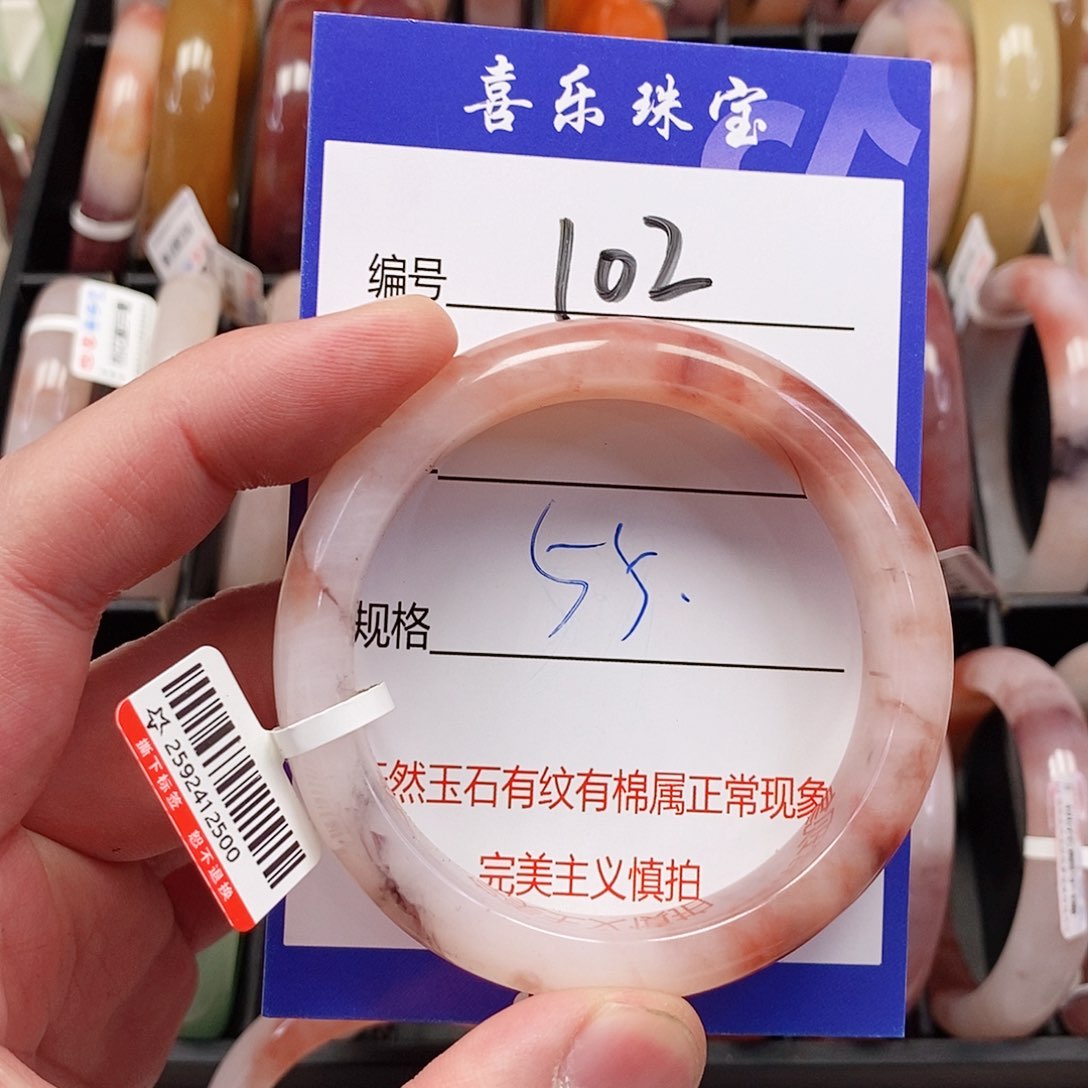 喜乐珠宝
编号 102
规格 55.
然玉石有纹有棉属正常现象
完美主义慎拍
☆ 2592412500
撕下标签 恕不退换